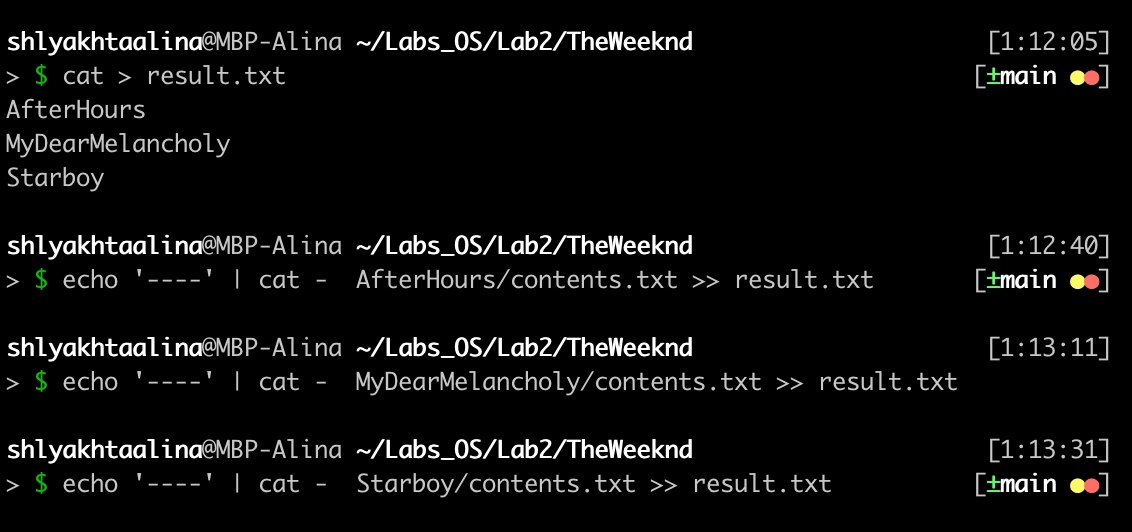 shlyakhtaalina@MBP-Alina ~/Labs_OS/Lab2/TheWeeknd [1:12:05]
> $ cat > result.txt [±main ●●]
AfterHours
MyDearMelancholy
Starboy
shlyakhtaalina@MBP-Alina ~/Labs_OS/Lab2/TheWeeknd [1:12:40]
> $ echo '----' | cat -  AfterHours/contents.txt >> result.txt [±main ●●]
shlyakhtaalina@MBP-Alina ~/Labs_OS/Lab2/TheWeeknd [1:13:11]
> $ echo '----' | cat -  MyDearMelancholy/contents.txt >> result.txt
shlyakhtaalina@MBP-Alina ~/Labs_OS/Lab2/TheWeeknd [1:13:31]
> $ echo '----' | cat -  Starboy/contents.txt >> result.txt [±main ●●]